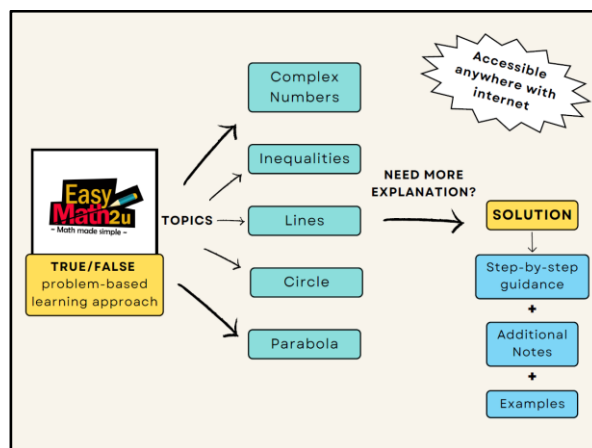 Accessible
anywhere with
internet
Complex
Numbers
Inequalities
NEED MORE
EXPLANATION?
Easy
Math2u
~ Math made simple ~
TOPICS
Lines
SOLUTION
TRUE/FALSE
problem-based
learning approach
Circle
Step-by-step
guidance
+
Parabola
Additional
Notes
+
Examples